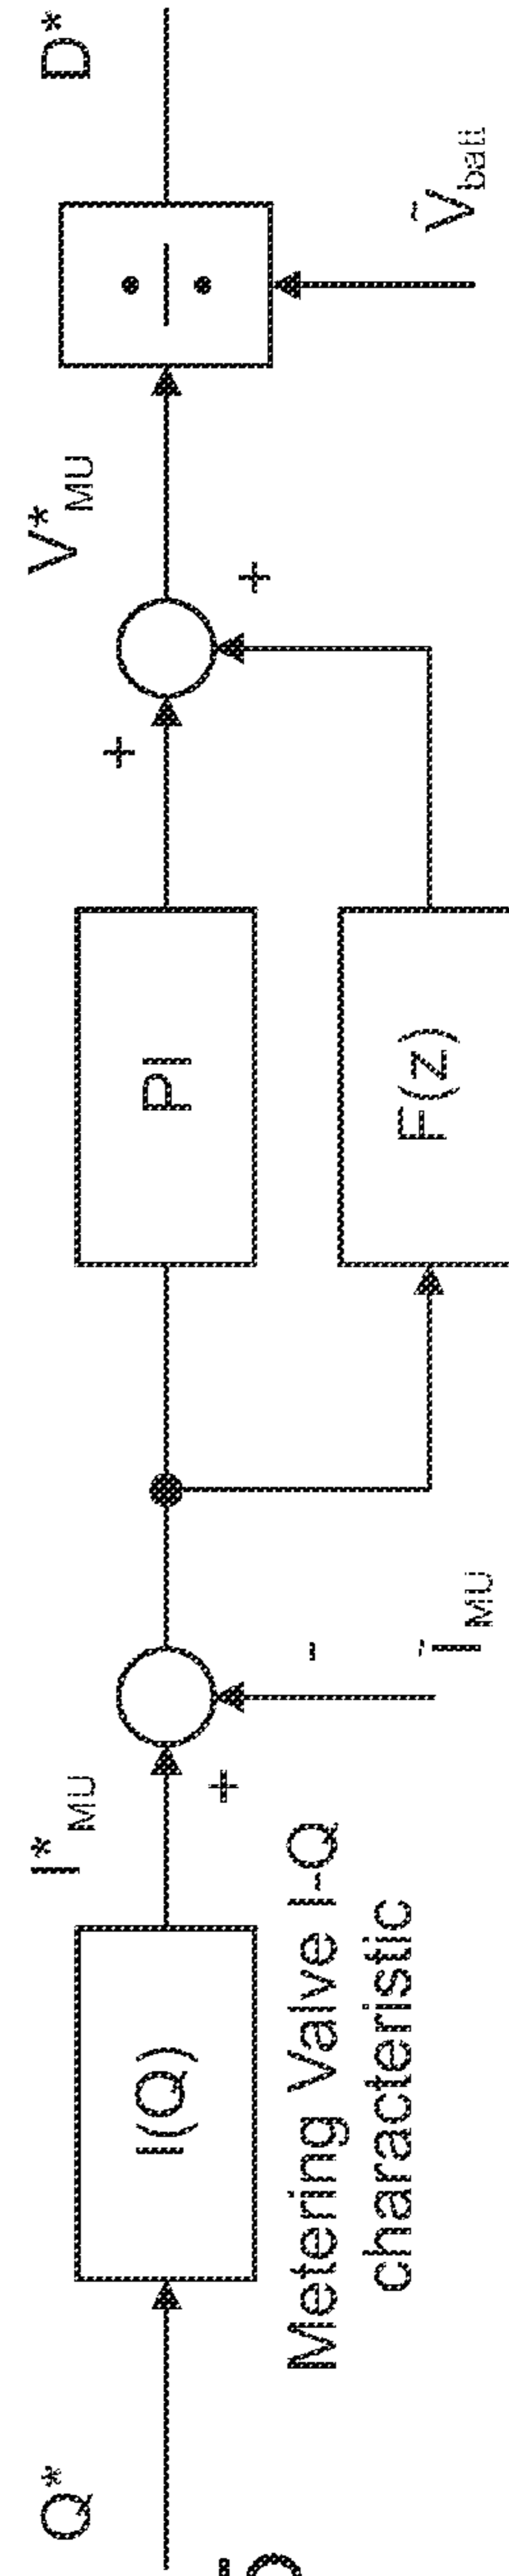 Q*
I(Q)
Metering Valve I-Q
characteristic
I*MU
+
-
ĨMU
PI
F(z)
+
+
V*MU
÷
Ṽbatt
D*